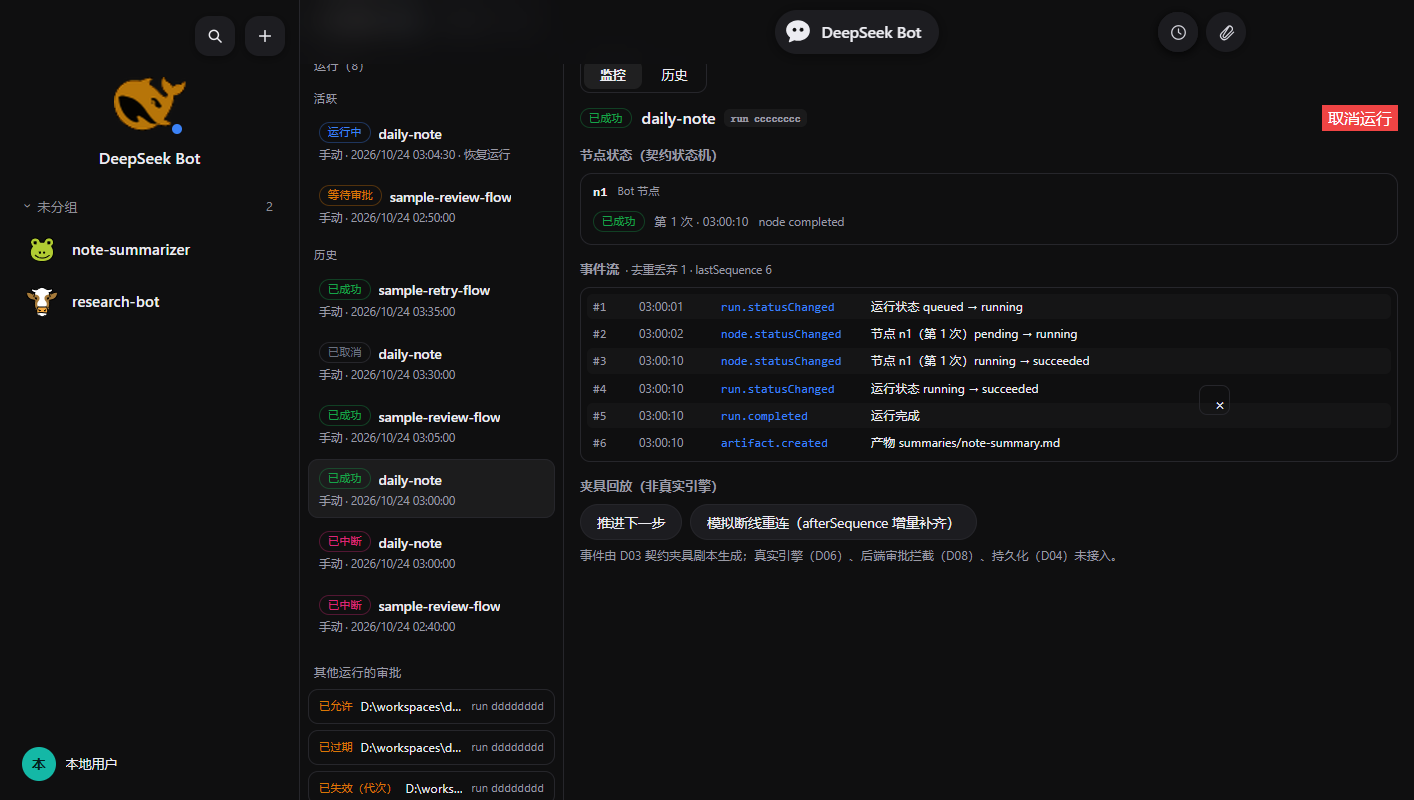 DeepSeek Bot
未分组 2
note-summarizer
research-bot
本
本地用户
运行（8）
活跃
运行中 daily-note
手动 · 2026/10/24 03:04:30 · 恢复运行
等待审批 sample-review-flow
手动 · 2026/10/24 02:50:00
历史
已成功 sample-retry-flow
手动 · 2026/10/24 03:35:00
已取消 daily-note
手动 · 2026/10/24 03:30:00
已成功 sample-review-flow
手动 · 2026/10/24 03:05:00
已成功 daily-note
手动 · 2026/10/24 03:00:00
已中断 daily-note
手动 · 2026/10/24 03:00:00
已中断 sample-review-flow
手动 · 2026/10/24 02:40:00
其他运行的审批
已允许 D:\workspaces\d... run dddddddd
已过期 D:\workspaces\d... run dddddddd
已失效（代次） D:\works... run dddddddd
DeepSeek Bot
监控 历史
已成功 daily-note run cccccccc 取消运行
节点状态（契约状态机）
n1 Bot 节点
已成功 第 1 次 · 03:00:10 node completed
事件流 · 去重丢弃 1 · lastSequence 6
#1 03:00:01 run.statusChanged 运行状态 queued → running
#2 03:00:02 node.statusChanged 节点 n1（第 1 次）pending → running
#3 03:00:10 node.statusChanged 节点 n1（第 1 次）running → succeeded
#4 03:00:10 run.statusChanged 运行状态 running → succeeded
#5 03:00:10 run.completed 运行完成
#6 03:00:10 artifact.created 产物 summaries/note-summary.md
夹具回放（非真实引擎）
推进下一步 模拟断线重连（afterSequence 增量补齐）
事件由 D03 契约夹具剧本生成；真实引擎（D06）、后端审批拦截（D08）、持久化（D04）未接入。